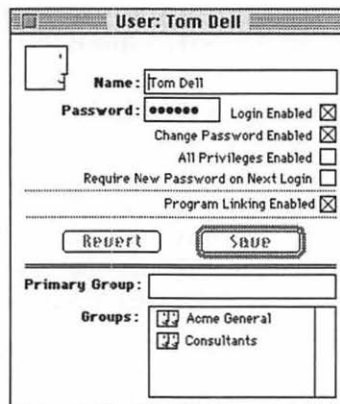 User: Tom Dell
Name: Tom Dell
Password: ●●●●●●
Login Enabled
Change Password Enabled
All Privileges Enabled
Require New Password on Next Login
Program Linking Enabled
Revert Save
Primary Group:
Groups: Acme General
Consultants